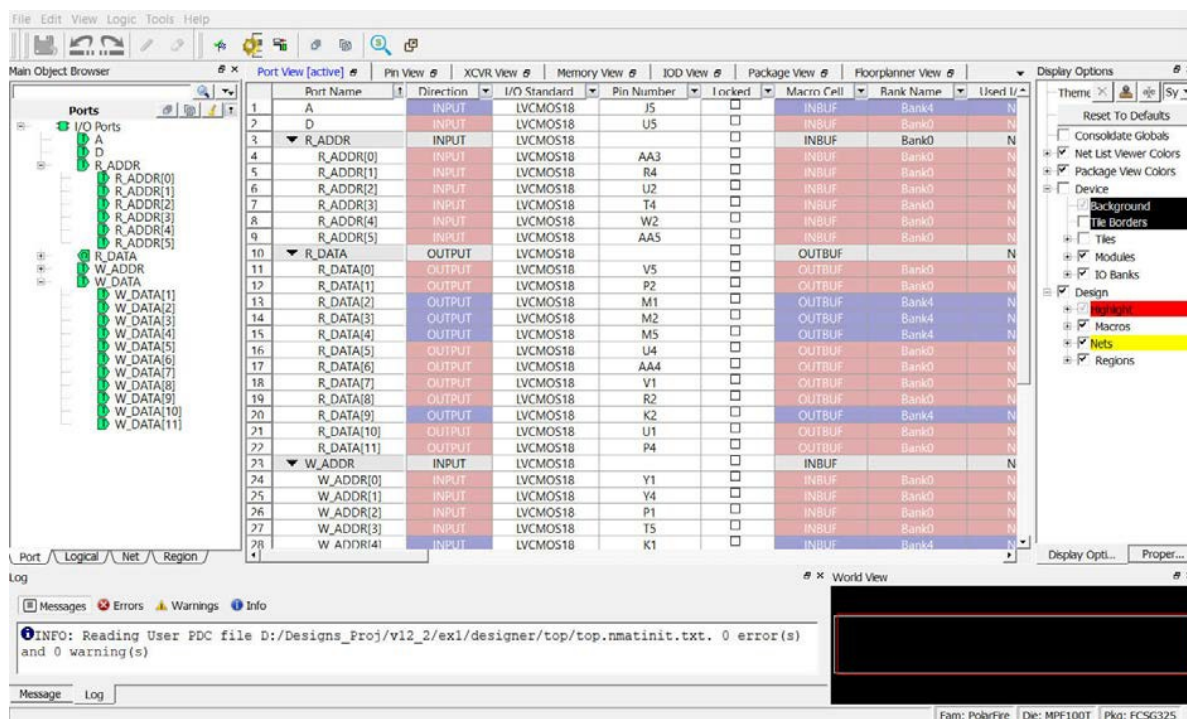 File Edit View Logic Tools Help
Main Object Browser
Port View [active] Pin View XCVR View Memory View IOD View Package View Floorplanner View
Display Options
Ports
I/O Ports
A
D
R_ADDR
R_ADDR[0]
R_ADDR[1]
R_ADDR[2]
R_ADDR[3]
R_ADDR[4]
R_ADDR[5]
R_DATA
W_ADDR
W_DATA
W_DATA[1]
W_DATA[2]
W_DATA[3]
W_DATA[4]
W_DATA[5]
W_DATA[6]
W_DATA[7]
W_DATA[8]
W_DATA[9]
W_DATA[10]
W_DATA[11]
Port Logical Net Region
Port Name Direction I/O Standard Pin Number Locked Macro Cell Bank Name Used I/
1 A INPUT LVCMOS18 J5 INBUF Bank4 N
2 D INPUT LVCMOS18 U5 INBUF Bank0 N
3 R_ADDR INPUT LVCMOS18 INBUF Bank0 N
4 R_ADDR[0] INPUT LVCMOS18 AA3 INBUF Bank0 N
5 R_ADDR[1] INPUT LVCMOS18 R4 INBUF Bank0 N
6 R_ADDR[2] INPUT LVCMOS18 U2 INBUF Bank0 N
7 R_ADDR[3] INPUT LVCMOS18 T4 INBUF Bank0 N
8 R_ADDR[4] INPUT LVCMOS18 W2 INBUF Bank0 N
9 R_ADDR[5] INPUT LVCMOS18 AA5 INBUF Bank0 N
10 R_DATA OUTPUT LVCMOS18 OUTBUF N
11 R_DATA[0] OUTPUT LVCMOS18 V5 OUTBUF Bank0 N
12 R_DATA[1] OUTPUT LVCMOS18 P2 OUTBUF Bank0 N
13 R_DATA[2] OUTPUT LVCMOS18 M1 OUTBUF Bank4 N
14 R_DATA[3] OUTPUT LVCMOS18 M2 OUTBUF Bank4 N
15 R_DATA[4] OUTPUT LVCMOS18 M5 OUTBUF Bank4 N
16 R_DATA[5] OUTPUT LVCMOS18 U4 OUTBUF Bank0 N
17 R_DATA[6] OUTPUT LVCMOS18 AA4 OUTBUF Bank0 N
18 R_DATA[7] OUTPUT LVCMOS18 V1 OUTBUF Bank0 N
19 R_DATA[8] OUTPUT LVCMOS18 R2 OUTBUF Bank0 N
20 R_DATA[9] OUTPUT LVCMOS18 K2 OUTBUF Bank4 N
21 R_DATA[10] OUTPUT LVCMOS18 U1 OUTBUF Bank0 N
22 R_DATA[11] OUTPUT LVCMOS18 P4 OUTBUF Bank0 N
23 W_ADDR INPUT LVCMOS18 INBUF N
24 W_ADDR[0] INPUT LVCMOS18 Y1 INBUF Bank0 N
25 W_ADDR[1] INPUT LVCMOS18 Y4 INBUF Bank0 N
26 W_ADDR[2] INPUT LVCMOS18 P1 INBUF Bank0 N
27 W_ADDR[3] INPUT LVCMOS18 T5 INBUF Bank0 N
28 W_ADDR[4] INPUT LVCMOS18 K1 INBUF Bank4 N
Theme Sy
Reset To Defaults
Consolidate Globals
Net List Viewer Colors
Package View Colors
Device
Background
Tile Borders
Tiles
Modules
IO Banks
Design
Highlight
Macros
Nets
Regions
Display Opti... Proper...
Log
World View
Messages Errors Warnings Info
INFO: Reading User PDC file D:/Designs_Proj/v12_2/ex1/designer/top/top.nmatinit.txt. 0 error(s)
and 0 warning(s)
Message Log
Fam: PolarFire Die: MPF100T Pkg: FCSG325